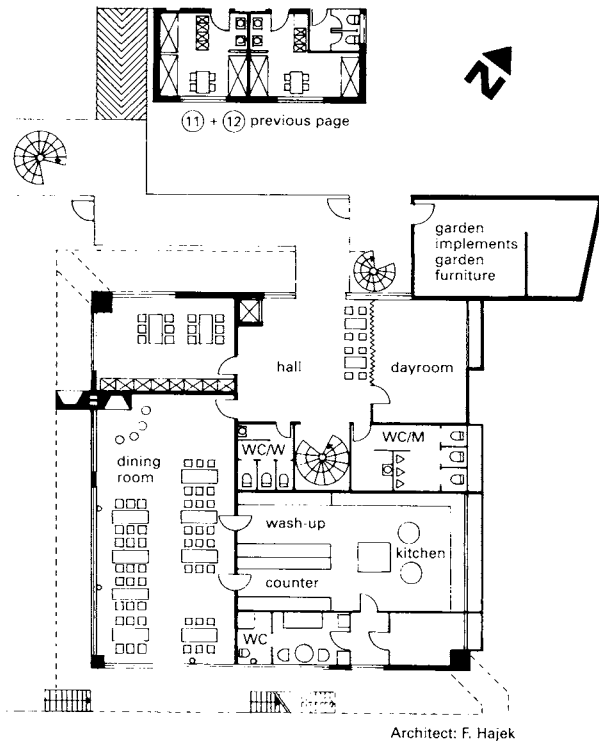 N
11 + 12 previous page
garden
implements
garden
furniture
hall
dayroom
WC/W
WC/M
dining
room
wash-up
kitchen
counter
WC
Architect: F. Hajek